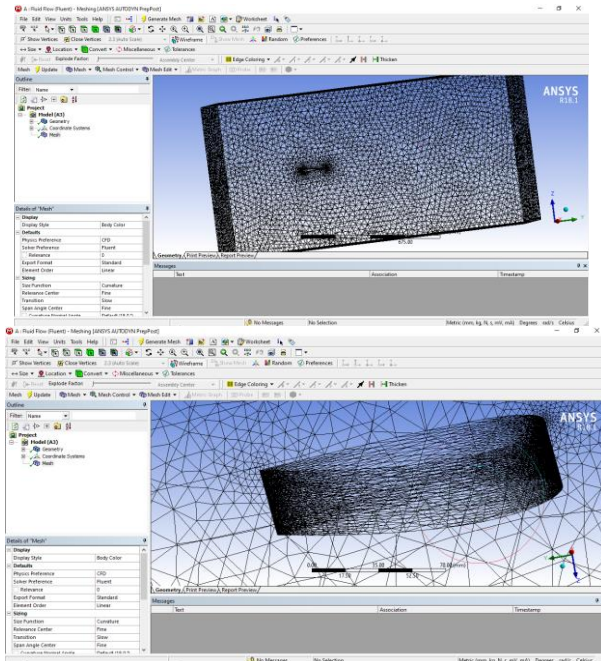 A : Fluid Flow (Fluent) - Meshing [ANSYS AUTODYN PrepPost]
File Edit View Units Tools Help Generate Mesh Worksheet
Show Vertices Close Vertices Wireframe Show Mesh Random Preferences
Size Location Convert Miscellaneous Tolerances
Explode Factor: Assembly Center Edge Coloring Thicken
Mesh Update Mesh Mesh Control Mesh Edit
Outline
Filter: Name
Project
Model (A3)
Geometry
Coordinate Systems
Mesh
ANSYS
R18.1
Details of "Mesh"
Display
Display Style Body Color
Defaults
Physics Preference CFD
Solver Preference Fluent
Relevance 0
Export Format Standard
Element Order Linear
Sizing
Size Function Curvature
Relevance Center Fine
Transition Slow
Span Angle Center Fine
675.00
Geometry Print Preview Report Preview
Messages
Text Association Timestamp
No Messages No Selection Metric (mm, kg, N, s, mV, mA) Degrees rad/s Celsius
A : Fluid Flow (Fluent) - Meshing [ANSYS AUTODYN PrepPost]
File Edit View Units Tools Help Generate Mesh Worksheet
Show Vertices Close Vertices Wireframe Show Mesh Random Preferences
Size Location Convert Miscellaneous Tolerances
Explode Factor: Assembly Center Edge Coloring Thicken
Mesh Update Mesh Mesh Control Mesh Edit
Outline
Filter: Name
Project
Model (A3)
Geometry
Coordinate Systems
Mesh
ANSYS
Details of "Mesh"
Display
Display Style Body Color
Defaults
Physics Preference CFD
Solver Preference Fluent
Relevance 0
Export Format Standard
Element Order Linear
Sizing
Size Function Curvature
Relevance Center Fine
Transition Slow
Span Angle Center Fine
0.00 35.00 70.00 (mm)
17.50 52.50
Geometry Print Preview Report Preview
Messages
Text Association Timestamp
No Messages No Selection